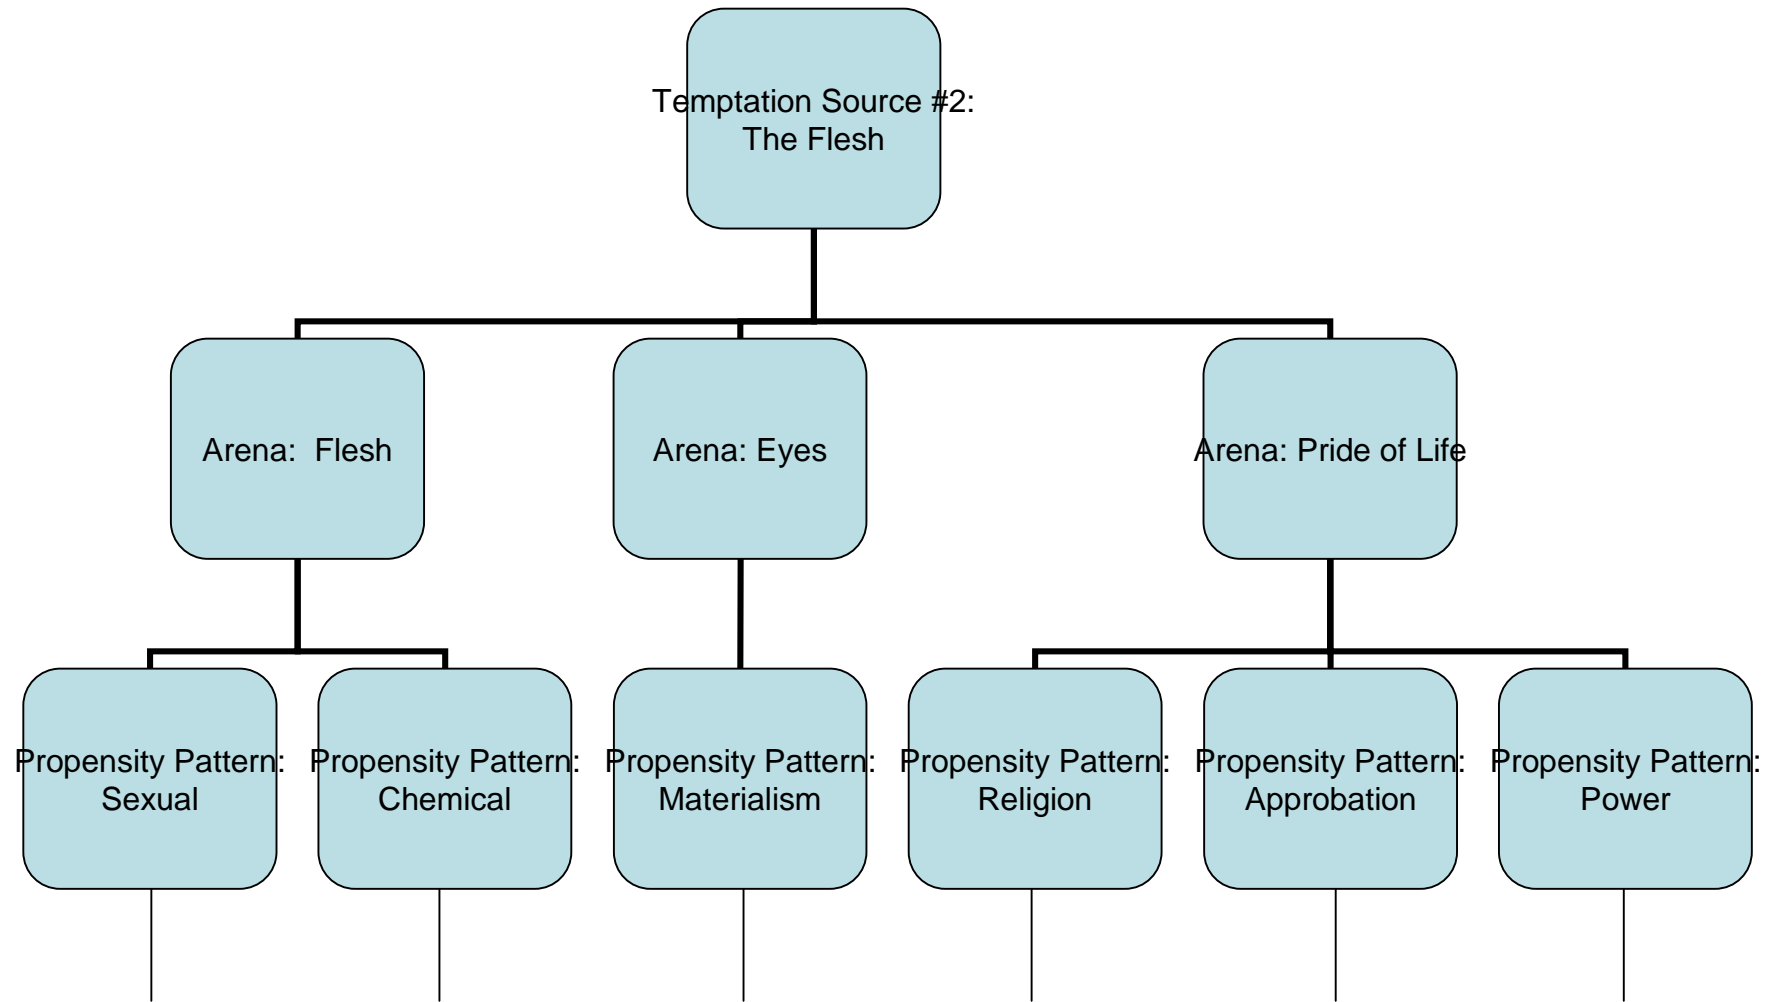 Temptation Source #2:
The Flesh
Arena:  Flesh
Arena: Eyes
Arena: Pride of Life
Propensity Pattern:
Sexual
Propensity Pattern:
Chemical
Propensity Pattern:
Materialism
Propensity Pattern:
Religion
Propensity Pattern:
Approbation
Propensity Pattern:
Power